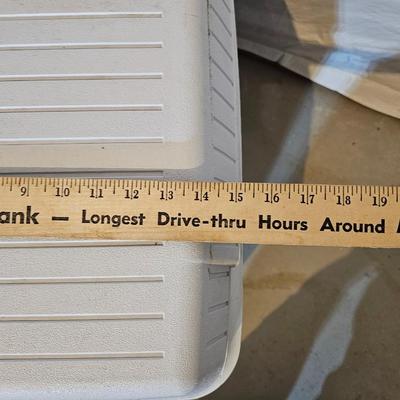 9 10 11 12 13 14 15 16 17 18 19
ank — Longest Drive-thru Hours Around